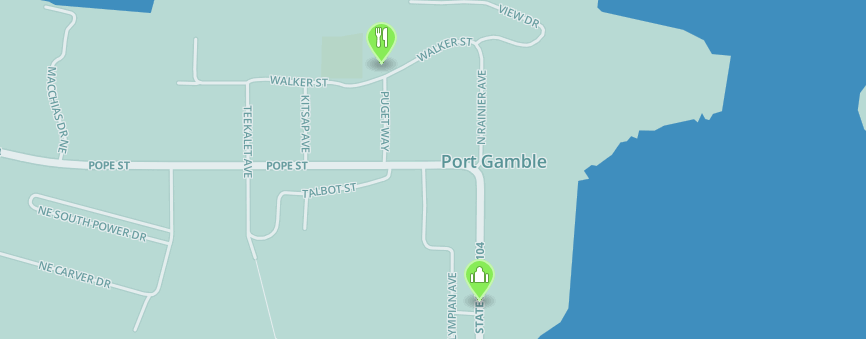 VIEW DR
WALKER ST
WALKER ST
MACCHIAS DR NE
TEEKALET AVE
KITSAP AVE
PUGET WAY
N RAINIER AVE
POPE ST
POPE ST
Port Gamble
TALBOT ST
NE SOUTH POWER DR
NE CARVER DR
LYMPIAN AVE
STATE
104